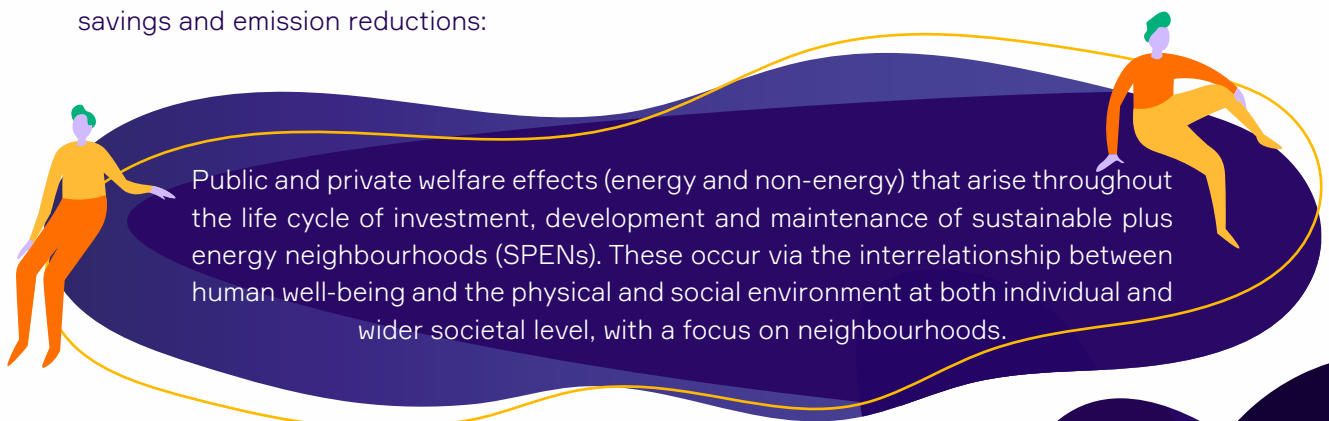 savings and emission reductions:
Public and private welfare effects (energy and non-energy) that arise throughout
the life cycle of investment, development and maintenance of sustainable plus
energy neighbourhoods (SPENs). These occur via the interrelationship between
human well-being and the physical and social environment at both individual and
wider societal level, with a focus on neighbourhoods.